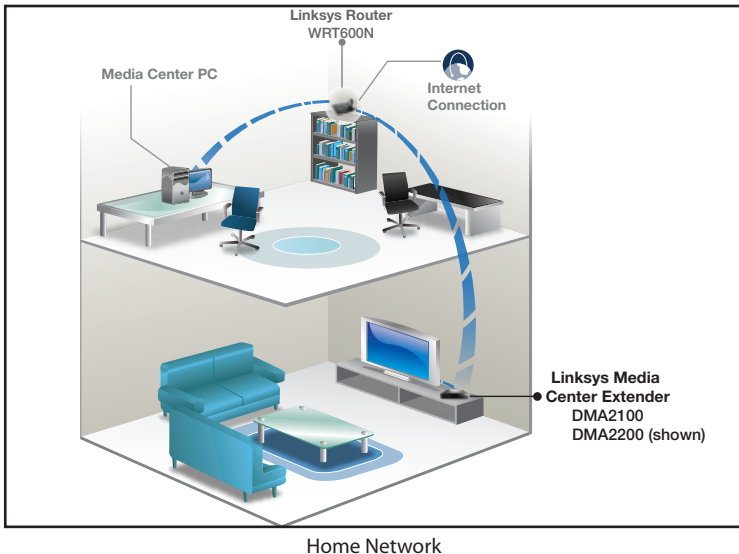 Linksys Router
WRT600N
Media Center PC
Internet
Connection
Linksys Media
Center Extender
DMA2100
DMA2200 (shown)
Home Network